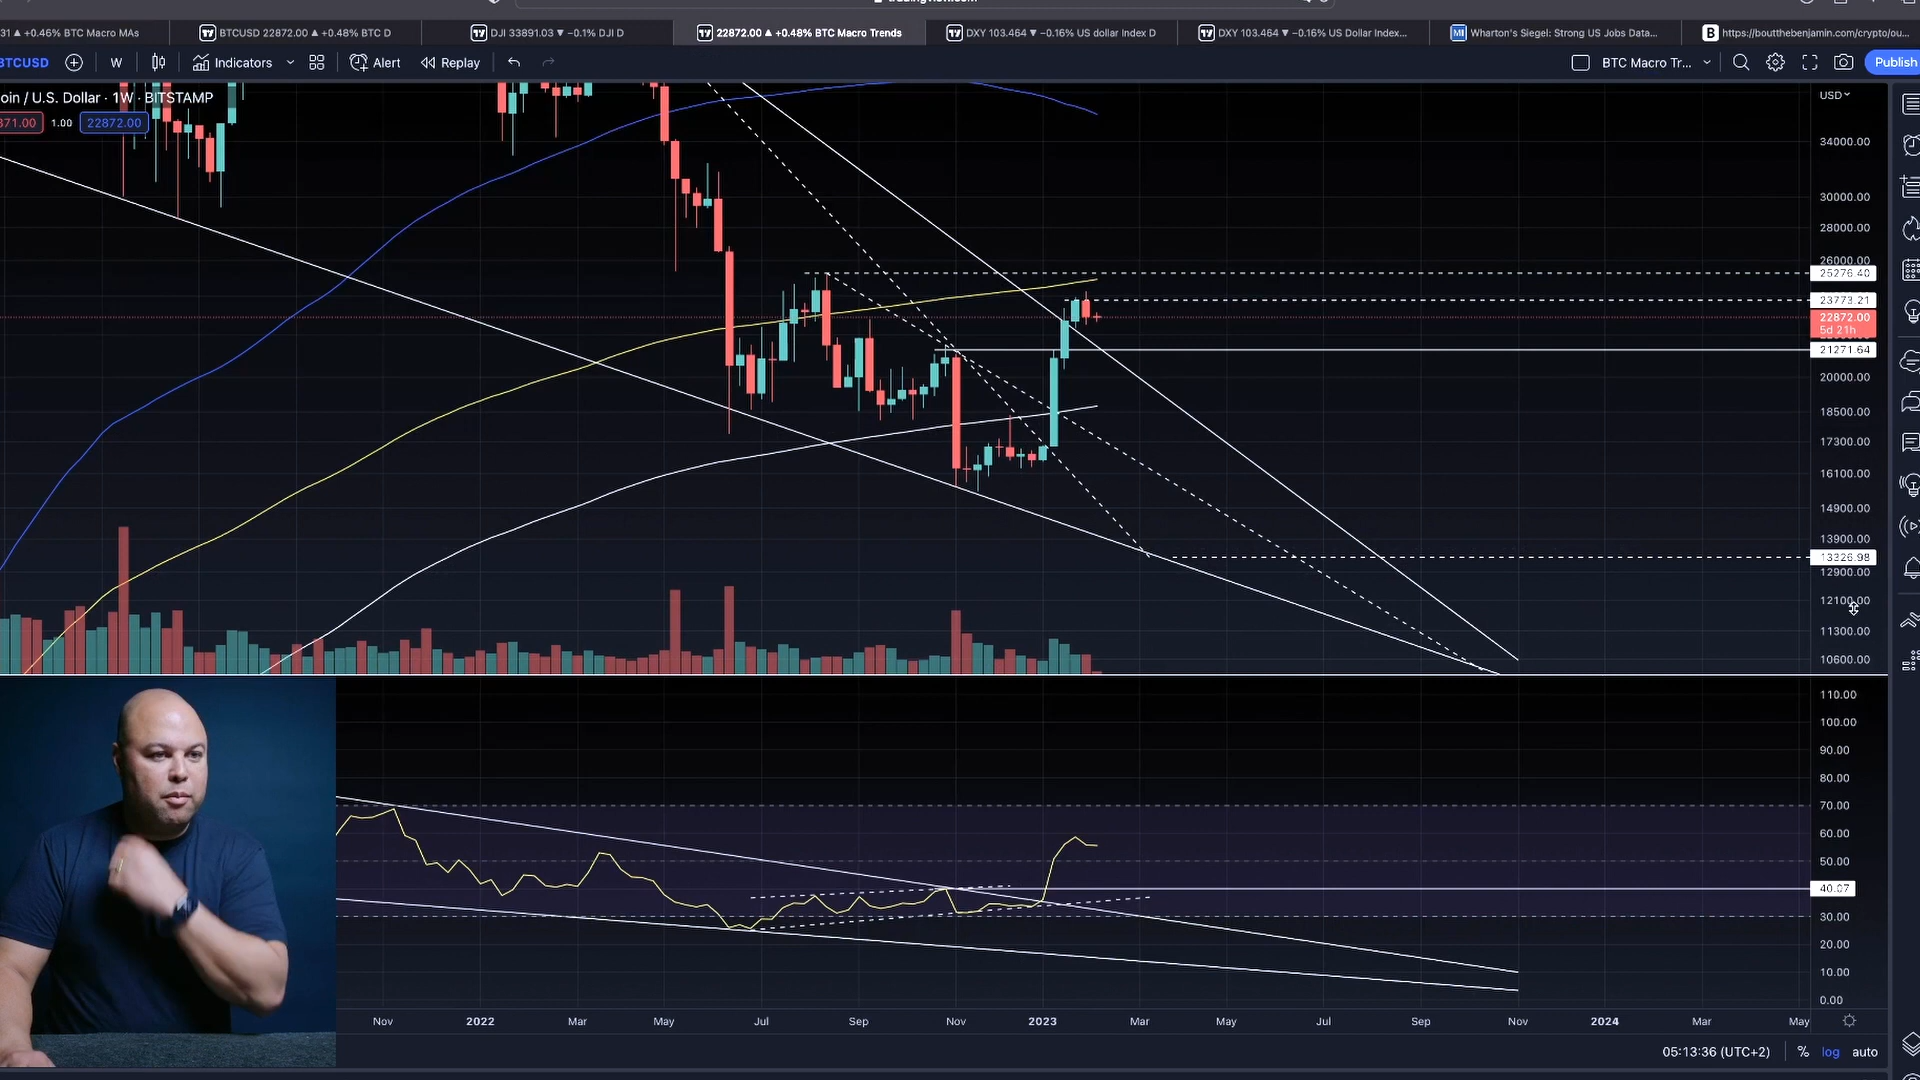 31 ▲ +0.46% BTC Macro MAs
BTCUSD 22872.00 ▲ +0.48% BTC D
DJI 33891.03 ▼ −0.1% DJI D
22872.00 ▲ +0.48% BTC Macro Trends
DXY 103.464 ▼ −0.16% US dollar Index D
DXY 103.464 ▼ −0.16% US Dollar Index...
Wharton's Siegel: Strong US Jobs Data...
https://boutthebenjamin.com/crypto/ou...
BTCUSD
W
Indicators
Alert
Replay
BTC Macro Tr...
Publish
oin / U.S. Dollar · 1W · BITSTAMP
371.00
1.00
22872.00
USD
34000.00
30000.00
28000.00
26000.00
25276.40
23773.21
22872.00
5d 21h
21271.64
20000.00
18500.00
17300.00
16100.00
14900.00
13900.00
13326.98
12900.00
12100.00
11300.00
10600.00
110.00
100.00
90.00
80.00
70.00
60.00
50.00
40.07
30.00
20.00
10.00
0.00
Nov 2022 Mar May Jul Sep Nov 2023 Mar May Jul Sep Nov 2024 Mar May
05:13:36 (UTC+2) % log auto